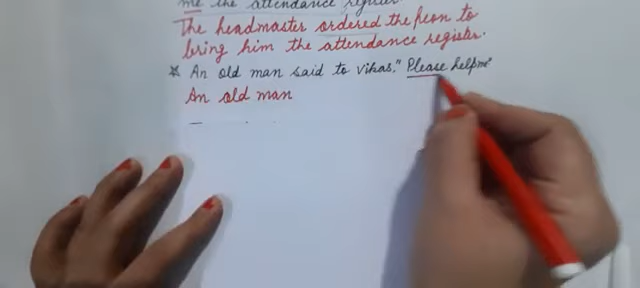 me the attendance register.
The headmaster ordered the peon to
bring him the attendance register.
An old man said to vikas, "Please help me"
An old man